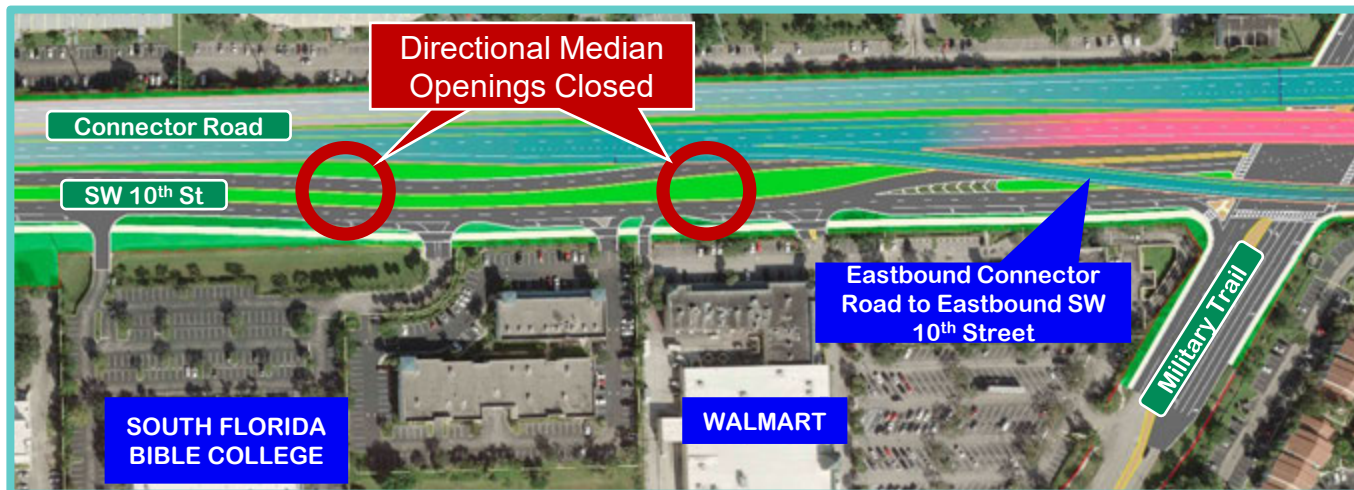 Directional Median
Openings Closed
Connector Road
SW 10th St
Eastbound Connector
Road to Eastbound SW
10th Street
Military Trail
SOUTH FLORIDA
BIBLE COLLEGE
WALMART